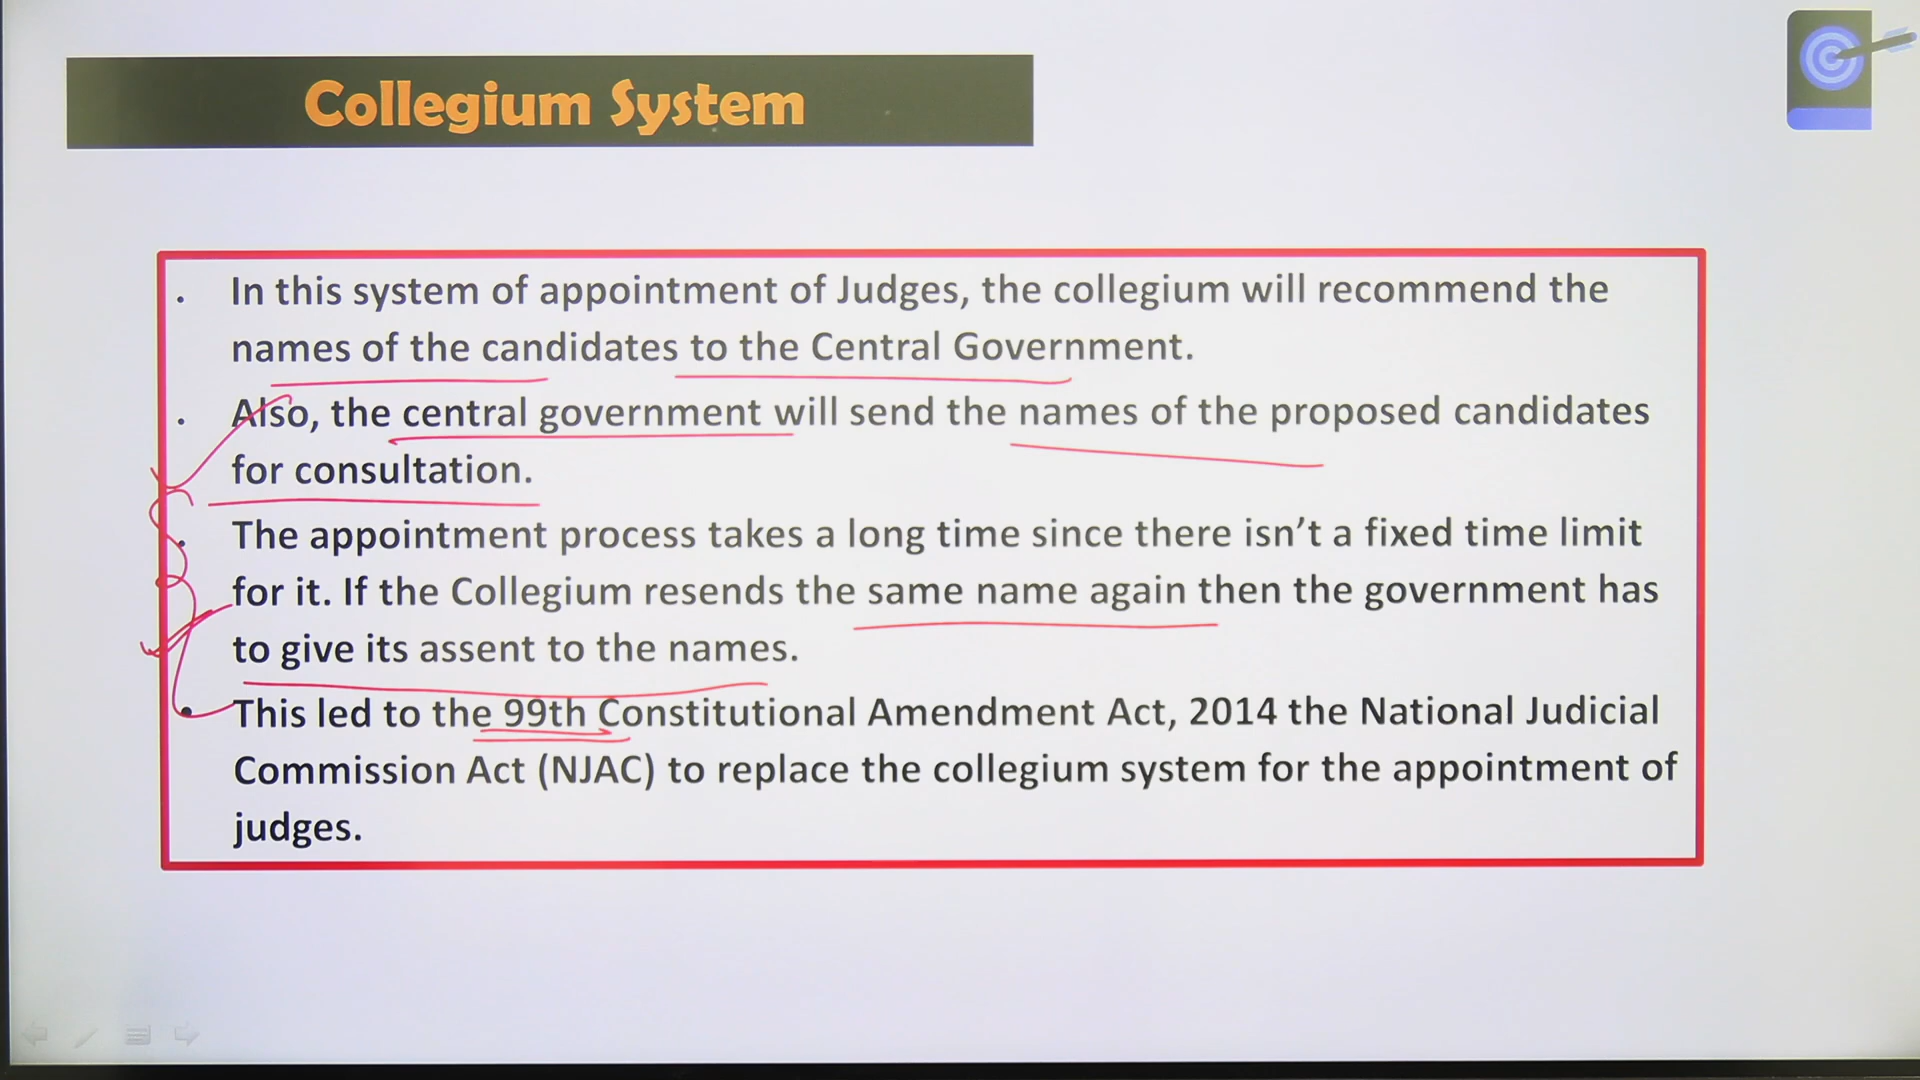 Collegium System
. In this system of appointment of Judges, the collegium will recommend the
names of the candidates to the Central Government.
. Also, the central government will send the names of the proposed candidates
for consultation.
. The appointment process takes a long time since there isn’t a fixed time limit
for it. If the Collegium resends the same name again then the government has
to give its assent to the names.
• This led to the 99th Constitutional Amendment Act, 2014 the National Judicial
Commission Act (NJAC) to replace the collegium system for the appointment of
judges.